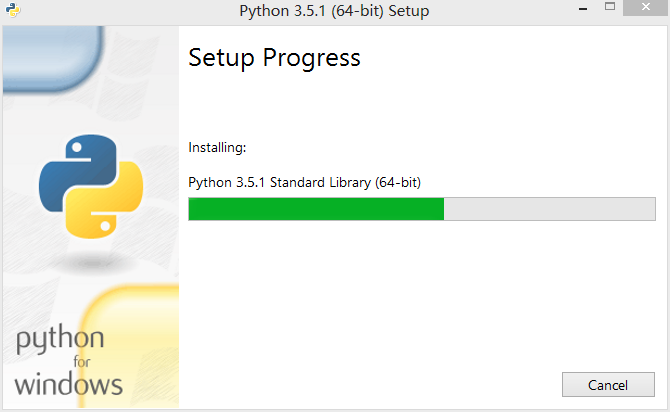 Python 3.5.1 (64-bit) Setup
Setup Progress
Installing:
Python 3.5.1 Standard Library (64-bit)
python
for
windows
Cancel